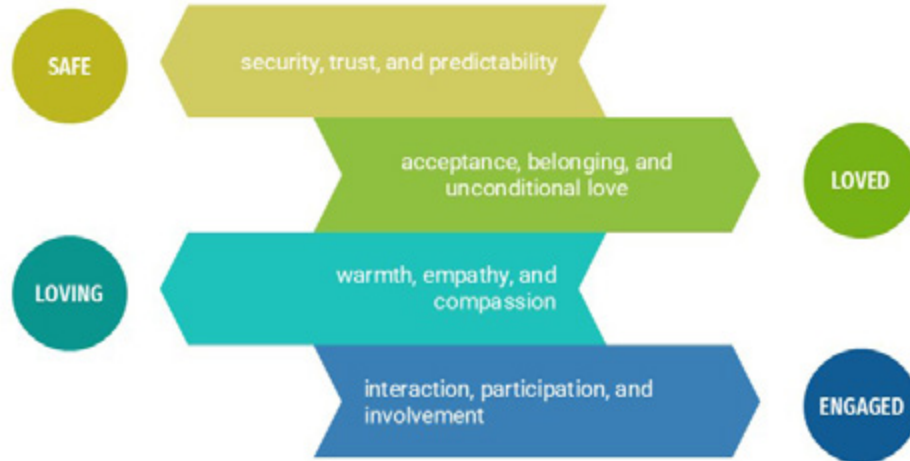 SAFE
security, trust, and predictability
acceptance, belonging, and
unconditional love
LOVED
LOVING
warmth, empathy, and
compassion
interaction, participation, and
involvement
ENGAGED